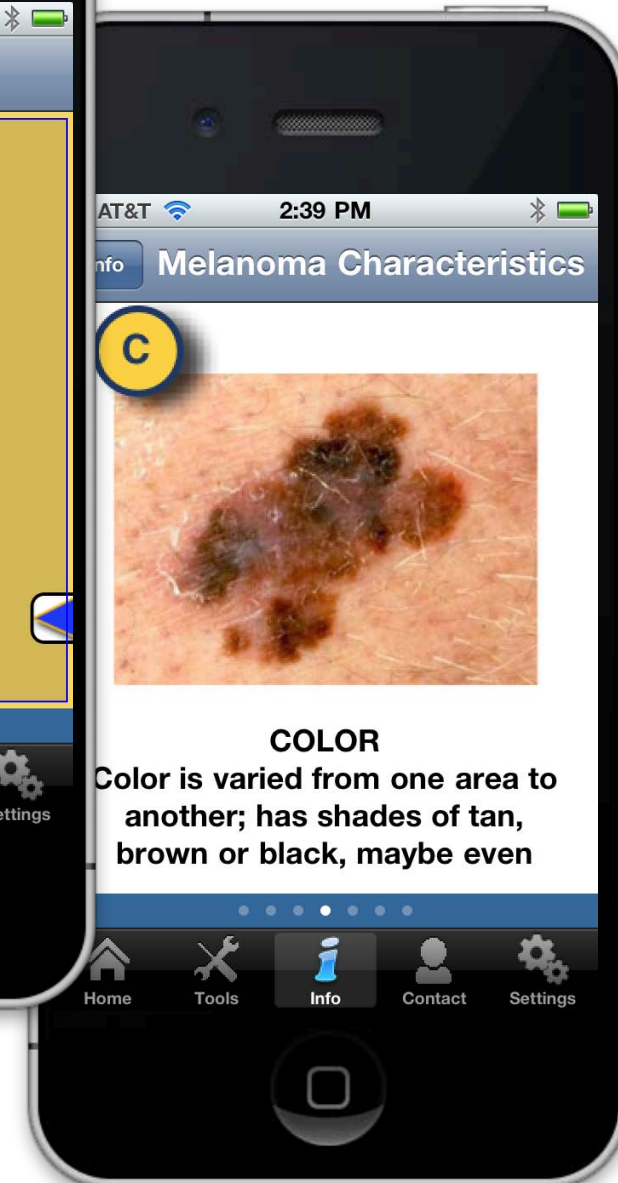 AT&T 2:39 PM
nfo Melanoma Characteristics
C
COLOR
Color is varied from one area to
another; has shades of tan,
brown or black, maybe even
Home Tools Info Contact Settings
ettings